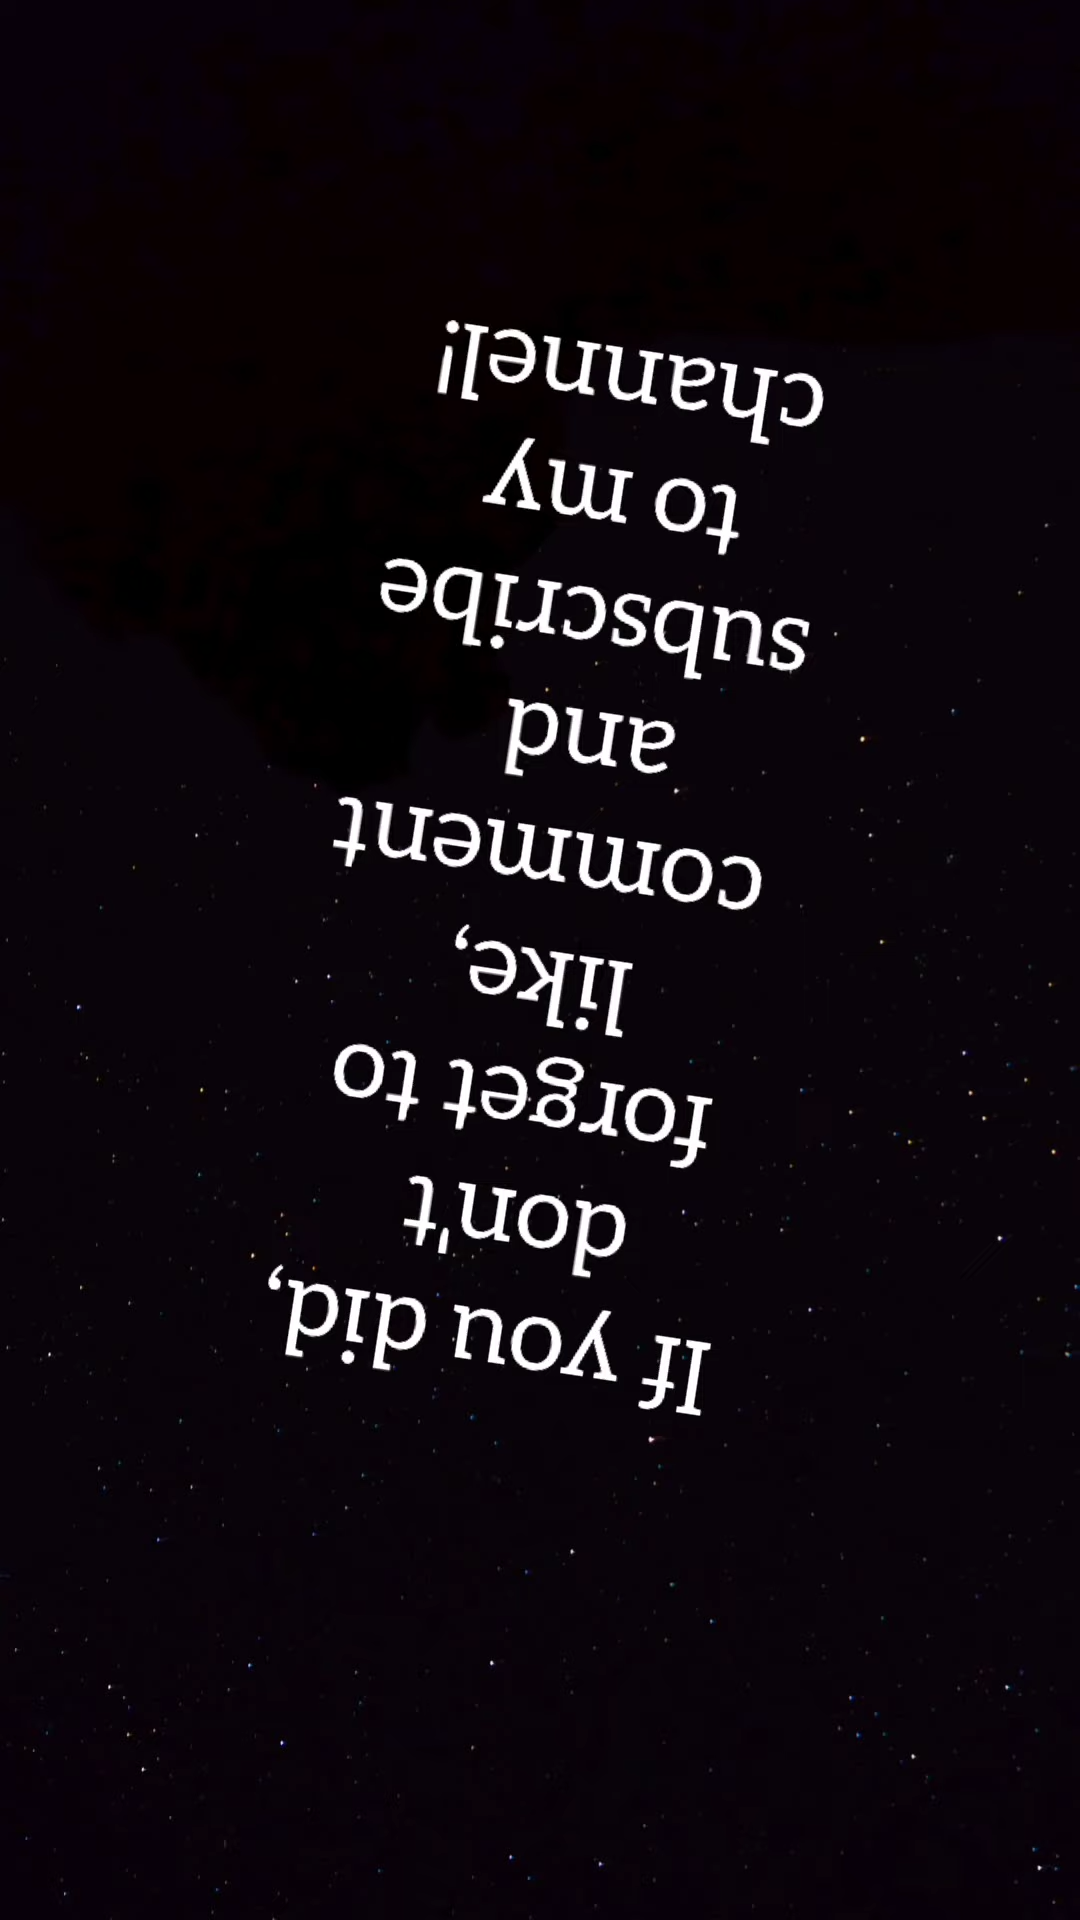 If you did,
don't
forget to
like,
comment
and
subscribe
to my
channel!